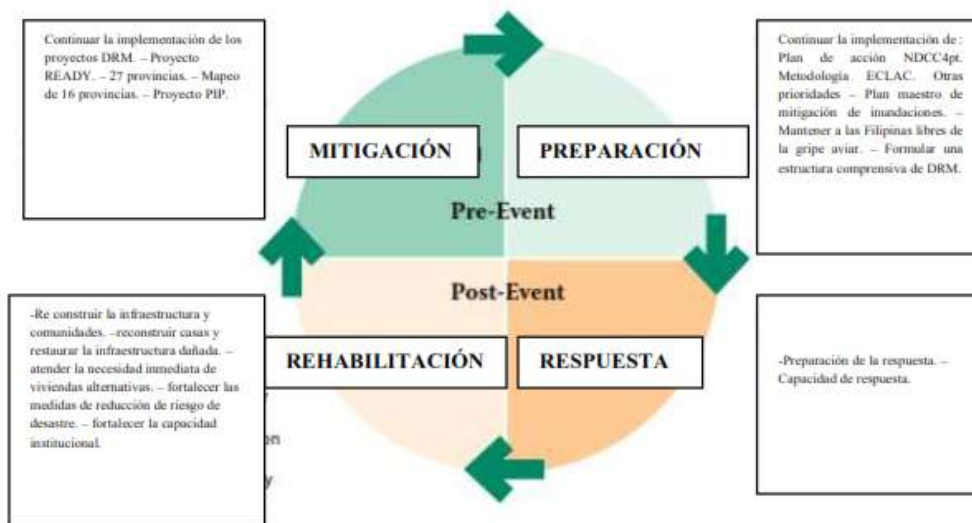 Continuar la implementación de los
proyectos DRM. – Proyecto
READY. – 27 provincias. – Mapeo
de 16 provincias. – Proyecto PIP.
Continuar la implementación de :
Plan de acción NDCC4pt.
Metodología ECLAC. Otras
prioridades – Plan maestro de
mitigación de inundaciones. –
Mantener a las Filipinas libres de
la gripe aviar. – Formular una
estructura comprensiva de DRM.
MITIGACIÓN
PREPARACIÓN
Pre-Event
Post-Event
-Re construir la infraestructura y
comunidades. –reconstruir casas y
restaurar la infraestructura dañada. –
atender la necesidad inmediata de
viviendas alternativas. – fortalecer las
medidas de reducción de riesgo de
desastre. – fortalecer la capacidad
institucional.
REHABILITACIÓN
RESPUESTA
-Preparación de la respuesta. –
Capacidad de respuesta.
on
y